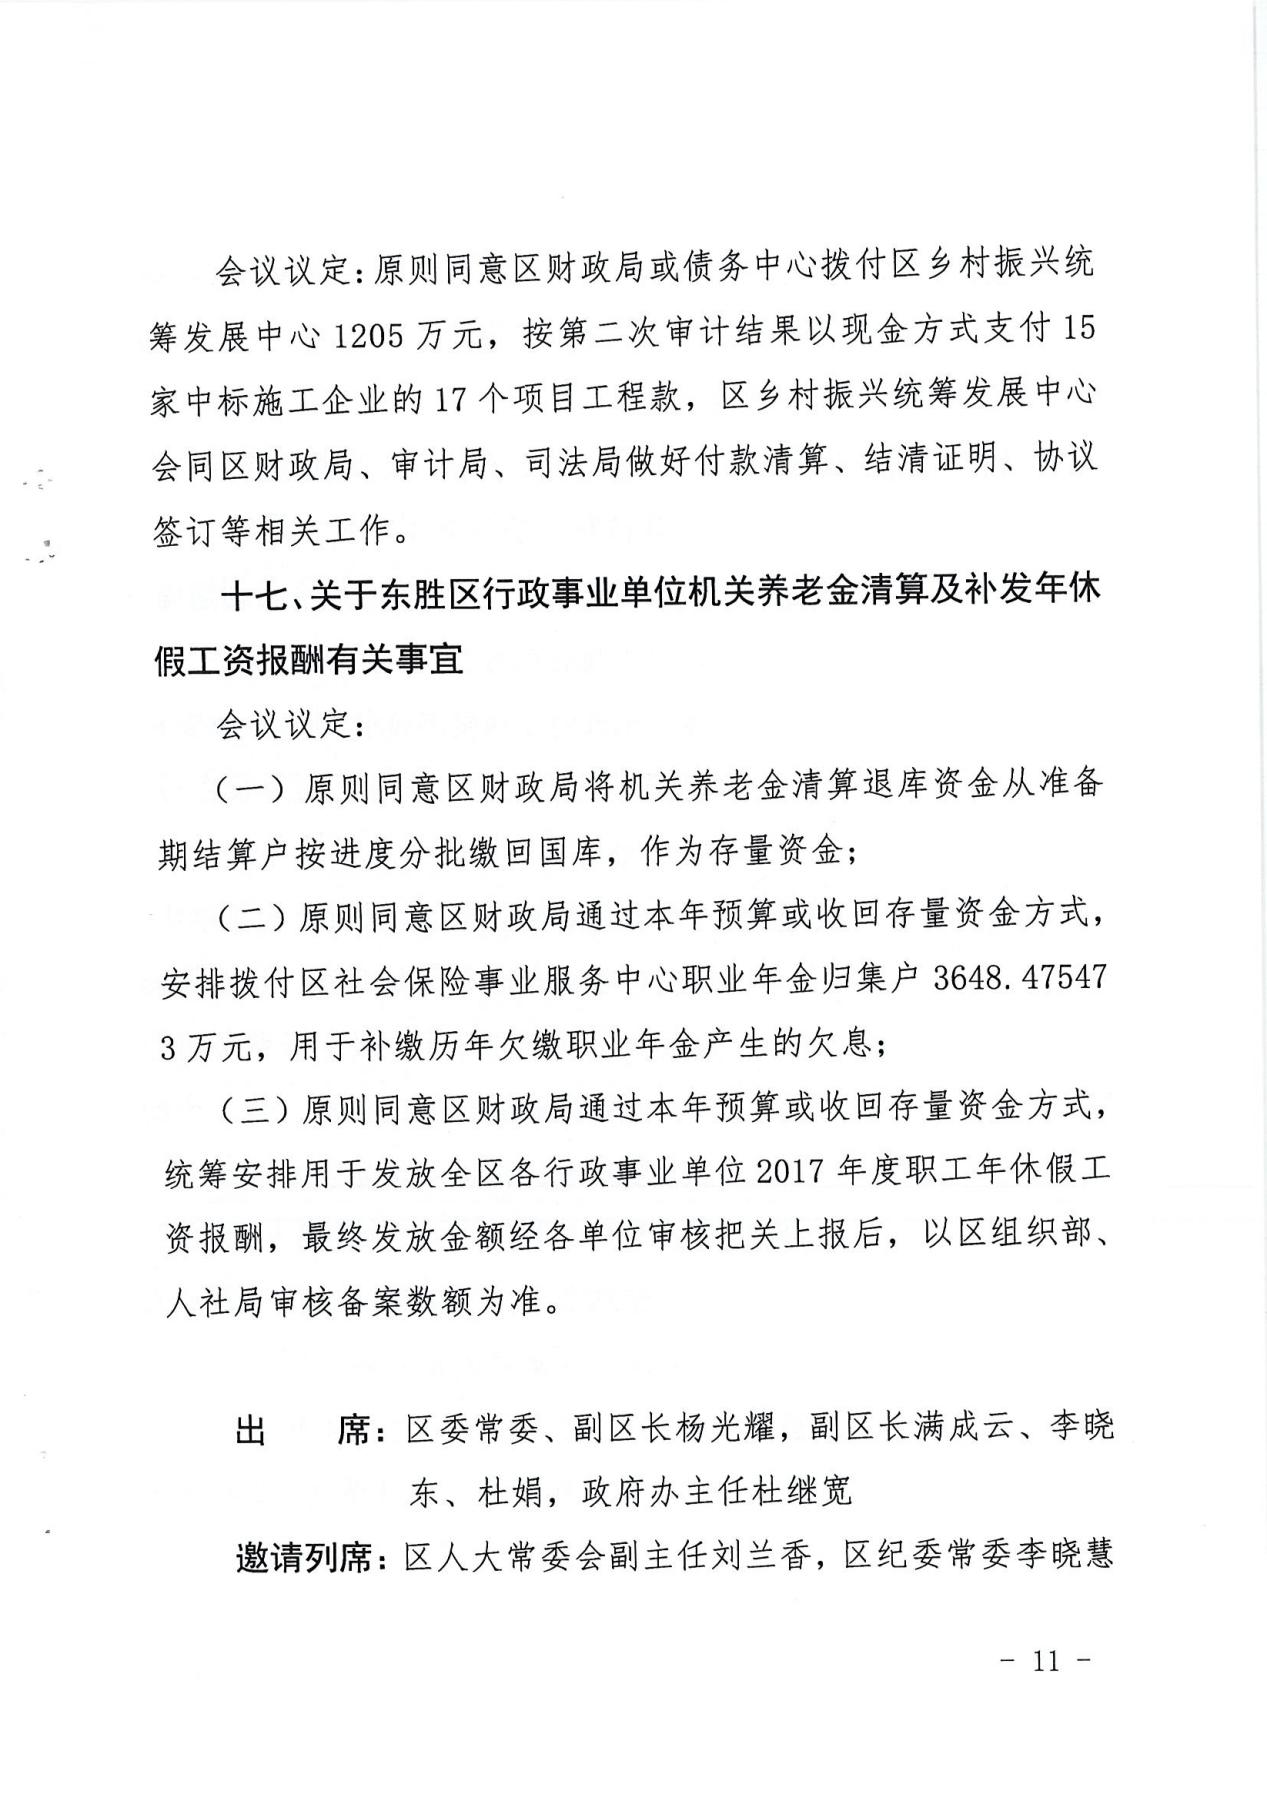 会议议定:原则同意区财政局或债务中心拨付区乡村振兴统
筹发展中心 1205 万元，按第二次审计结果以现金方式支付 15
家中标施工企业的 17 个项目工程款，区乡村振兴统筹发展中心
会同区财政局、审计局、司法局做好付款清算、结清证明、协议
签订等相关工作。
十七、关于东胜区行政事业单位机关养老金清算及补发年休
假工资报酬有关事宜
会议议定：
（一）原则同意区财政局将机关养老金清算退库资金从准备
期结算户按进度分批缴回国库，作为存量资金；
（二）原则同意区财政局通过本年预算或收回存量资金方式，
安排拨付区社会保险事业服务中心职业年金归集户 3648.47547
3 万元，用于补缴历年欠缴职业年金产生的欠息；
（三）原则同意区财政局通过本年预算或收回存量资金方式，
统筹安排用于发放全区各行政事业单位 2017 年度职工年休假工
资报酬，最终发放金额经各单位审核把关上报后，以区组织部、
人社局审核备案数额为准。
出　　席：区委常委、副区长杨光耀，副区长满成云、李晓
东、杜娟，政府办主任杜继宽
邀请列席：区人大常委会副主任刘兰香，区纪委常委李晓慧
- 11 -